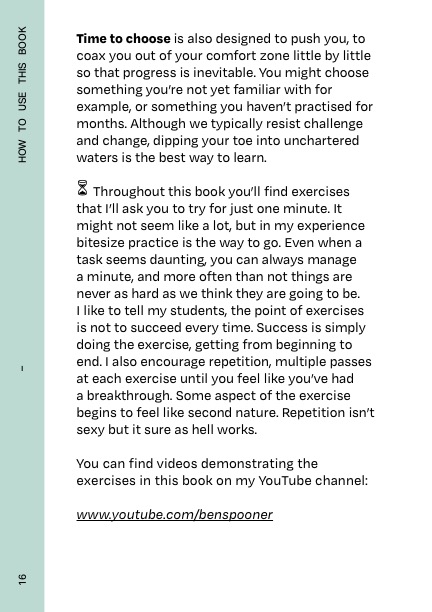 HOW TO USE THIS BOOK
–
16
Time to choose is also designed to push you, to
coax you out of your comfort zone little by little
so that progress is inevitable. You might choose
something you’re not yet familiar with for
example, or something you haven’t practised for
months. Although we typically resist challenge
and change, dipping your toe into unchartered
waters is the best way to learn.
Throughout this book you’ll find exercises
that I’ll ask you to try for just one minute. It
might not seem like a lot, but in my experience
bitesize practice is the way to go. Even when a
task seems daunting, you can always manage
a minute, and more often than not things are
never as hard as we think they are going to be.
I like to tell my students, the point of exercises
is not to succeed every time. Success is simply
doing the exercise, getting from beginning to
end. I also encourage repetition, multiple passes
at each exercise until you feel like you’ve had
a breakthrough. Some aspect of the exercise
begins to feel like second nature. Repetition isn’t
sexy but it sure as hell works.
You can find videos demonstrating the
exercises in this book on my YouTube channel:
www.youtube.com/benspooner